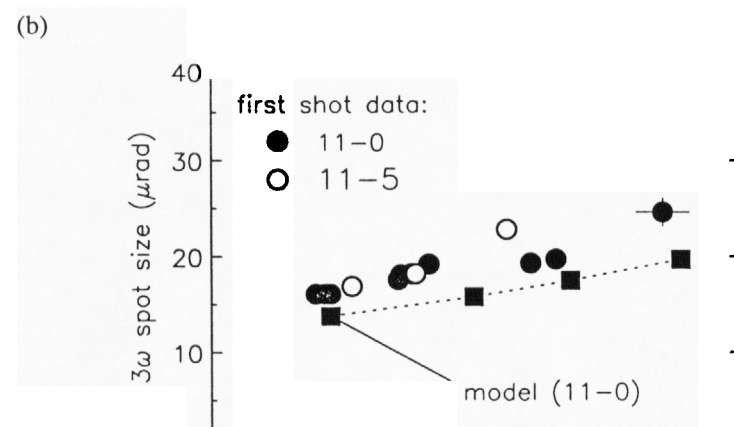 (b)
40
first shot data:
11-0
30
11-5
20
10
3ω spot size (μrad)
model (11-0)